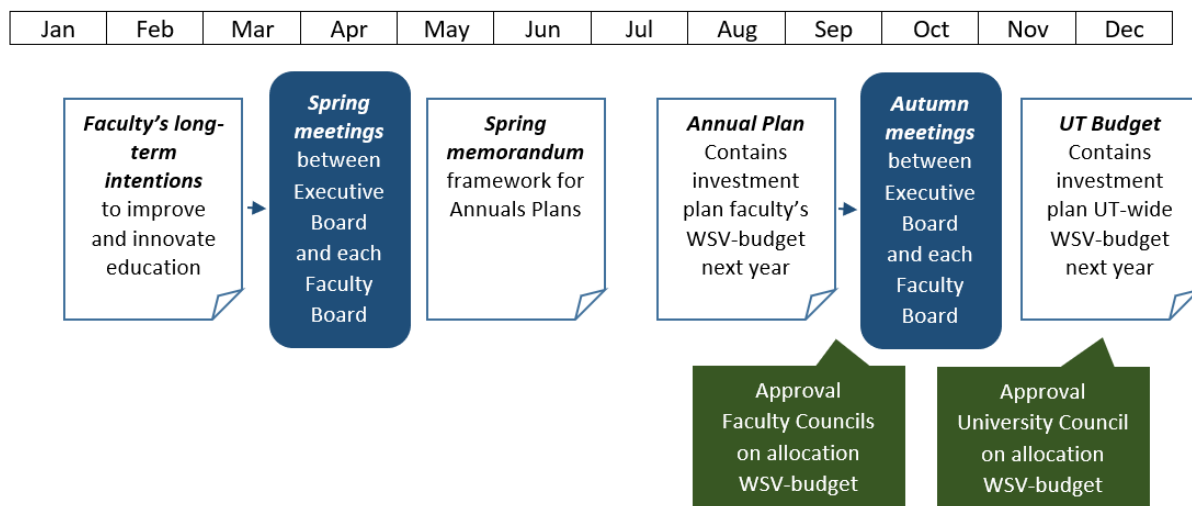 Jan Feb Mar Apr May Jun Jul Aug Sep Oct Nov Dec
Faculty's long-
term
intentions
to improve
and innovate
education
Spring
meetings
between
Executive
Board
and each
Faculty
Board
Spring
memorandum
framework for
Annuals Plans
Annual Plan
Contains
investment
plan faculty's
WSV-budget
next year
Autumn
meetings
between
Executive
Board
and each
Faculty
Board
UT Budget
Contains
investment
plan UT-wide
WSV-budget
next year
Approval
Faculty Councils
on allocation
WSV-budget
Approval
University Council
on allocation
WSV-budget